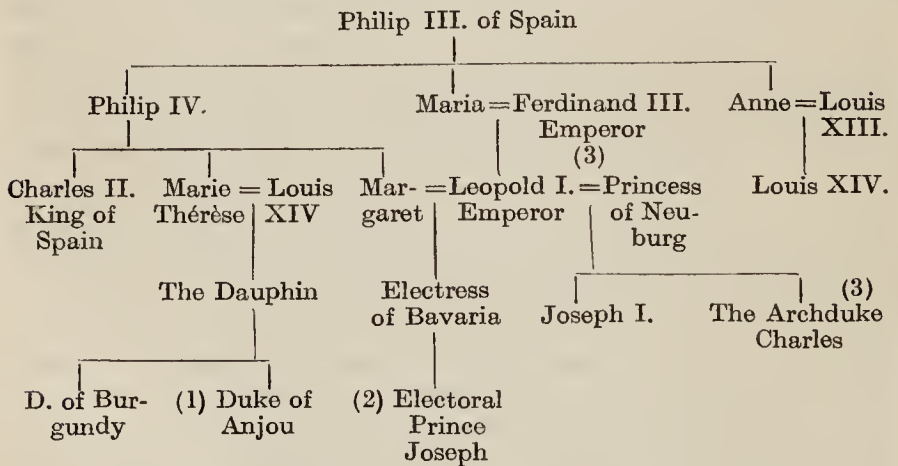 Philip III. of Spain
Philip IV. Maria=Ferdinand III. Anne=Louis
Emperor XIII.
(3)
Charles II. Marie = Louis Mar- =Leopold I. =Princess Louis XIV.
King of Thérèse XIV garet Emperor of Neu-
Spain burg
The Dauphin Electress Joseph I. (3)
of Bavaria The Archduke
Charles
D. of Bur- (1) Duke of (2) Electoral
gundy Anjou Prince
Joseph